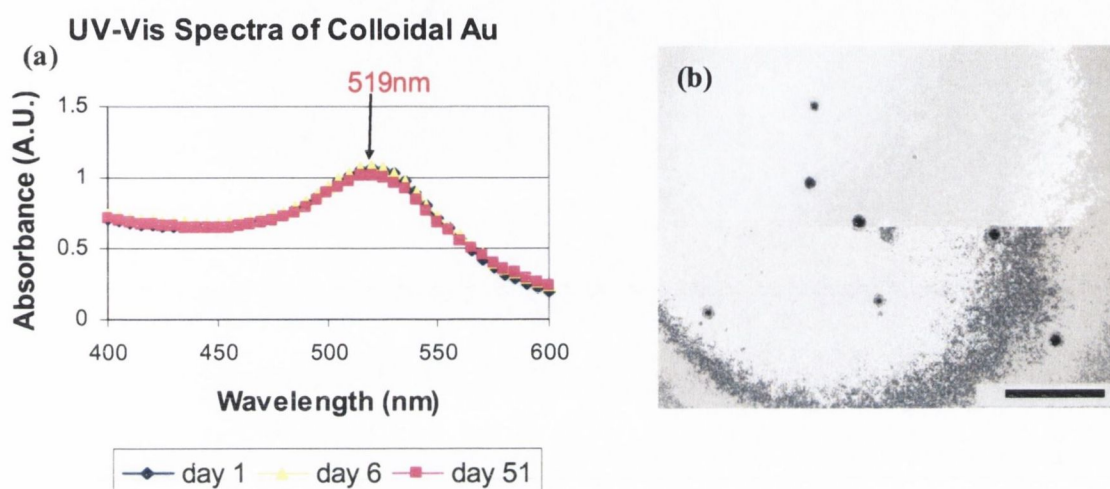 UV-Vis Spectra of Colloidal Au
(a)
519nm
1.5
1
0.5
0
Absorbance (A.U.)
400 450 500 550 600
Wavelength (nm)
day 1 day 6 day 51
(b)